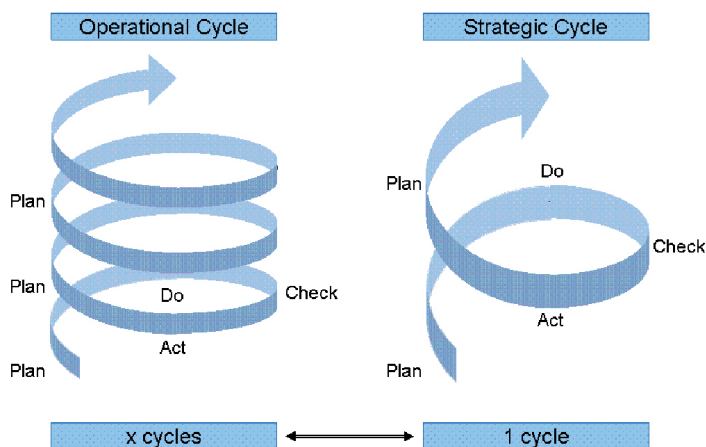 Operational Cycle
Plan
Plan
Do
Check
Act
Plan
x cycles
Strategic Cycle
Do
Plan
Check
Act
Plan
1 cycle